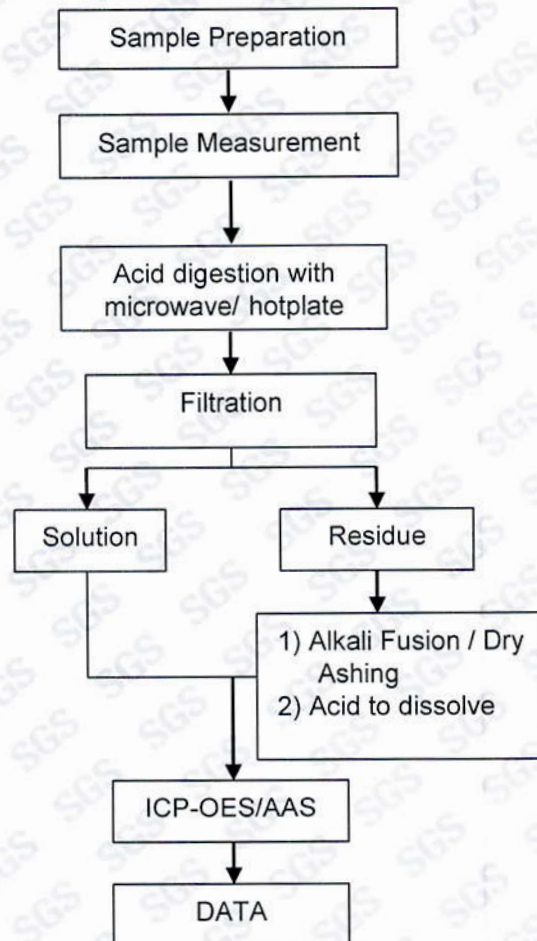 Sample Preparation
Sample Measurement
Acid digestion with
microwave/ hotplate
Filtration
Solution
Residue
1) Alkali Fusion / Dry
Ashing
2) Acid to dissolve
ICP-OES/AAS
DATA
SGS